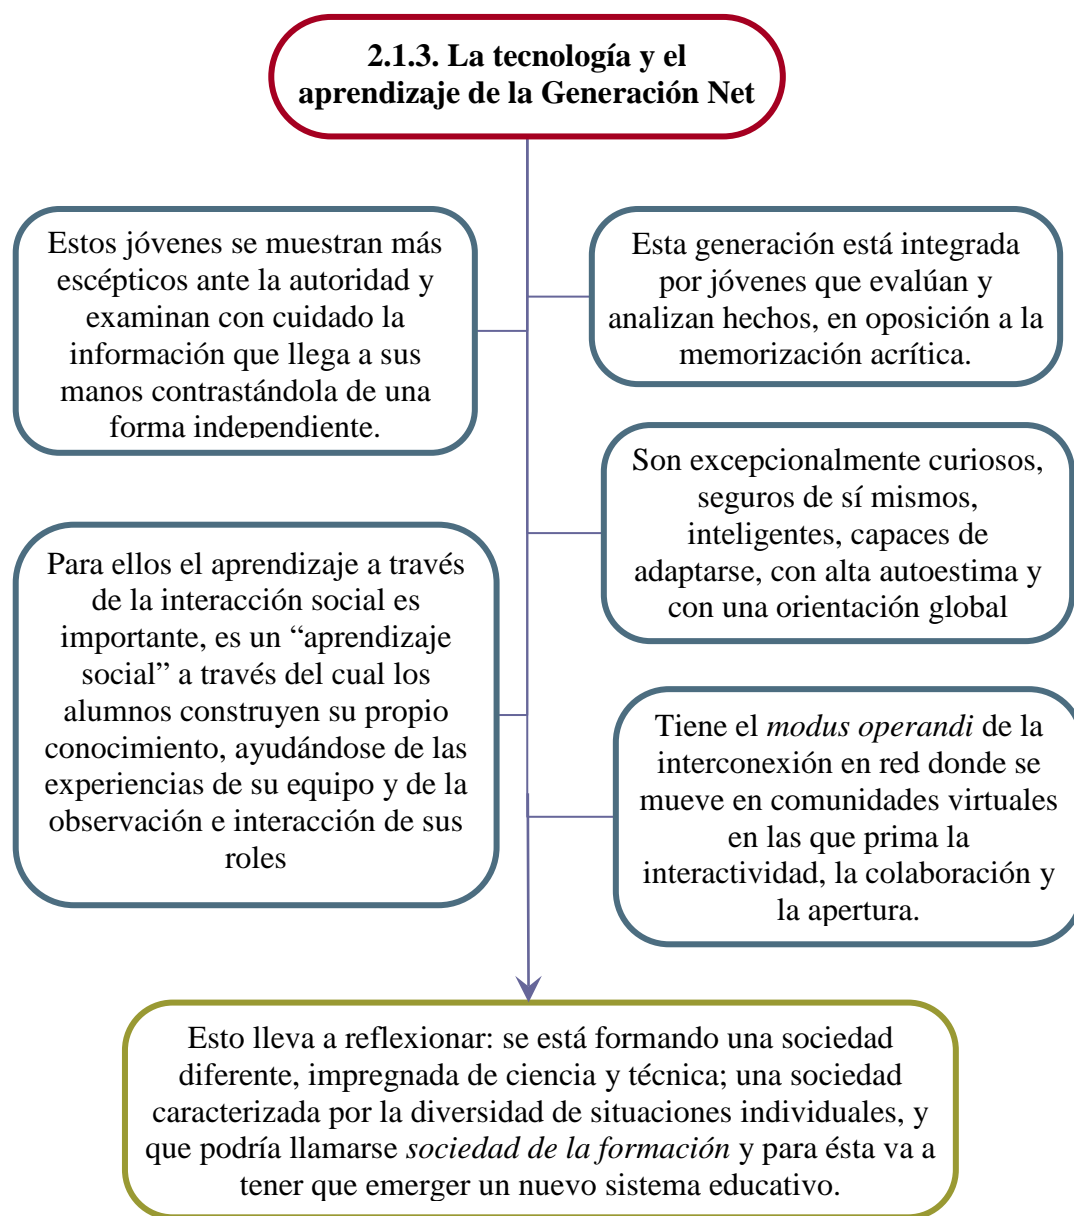 2.1.3. La tecnología y el
aprendizaje de la Generación Net
Estos jóvenes se muestran más
escépticos ante la autoridad y
examinan con cuidado la
información que llega a sus
manos contrastándola de una
forma independiente.
Esta generación está integrada
por jóvenes que evalúan y
analizan hechos, en oposición a la
memorización acrítica.
Son excepcionalmente curiosos,
seguros de sí mismos,
inteligentes, capaces de
adaptarse, con alta autoestima y
con una orientación global
Para ellos el aprendizaje a través
de la interacción social es
importante, es un “aprendizaje
social” a través del cual los
alumnos construyen su propio
conocimiento, ayudándose de las
experiencias de su equipo y de la
observación e interacción de sus
roles
Tiene el modus operandi de la
interconexión en red donde se
mueve en comunidades virtuales
en las que prima la
interactividad, la colaboración y
la apertura.
Esto lleva a reflexionar: se está formando una sociedad
diferente, impregnada de ciencia y técnica; una sociedad
caracterizada por la diversidad de situaciones individuales, y
que podría llamarse sociedad de la formación y para ésta va a
tener que emerger un nuevo sistema educativo.